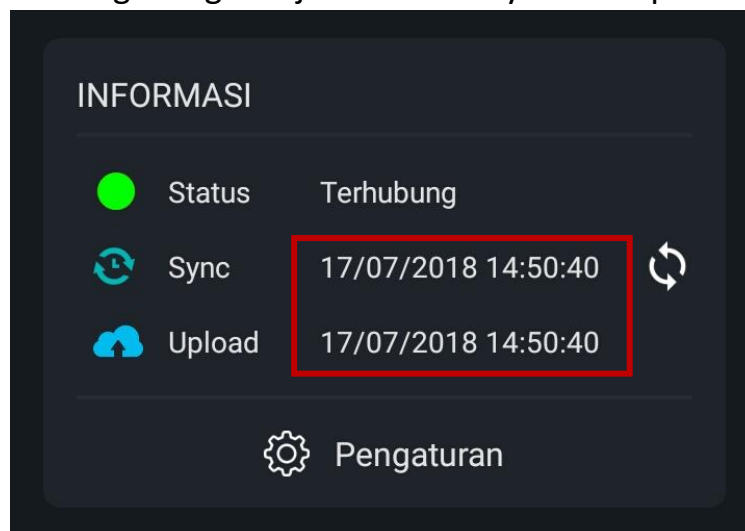 INFORMASI
Status Terhubung
Sync 17/07/2018 14:50:40
Upload 17/07/2018 14:50:40
Pengaturan